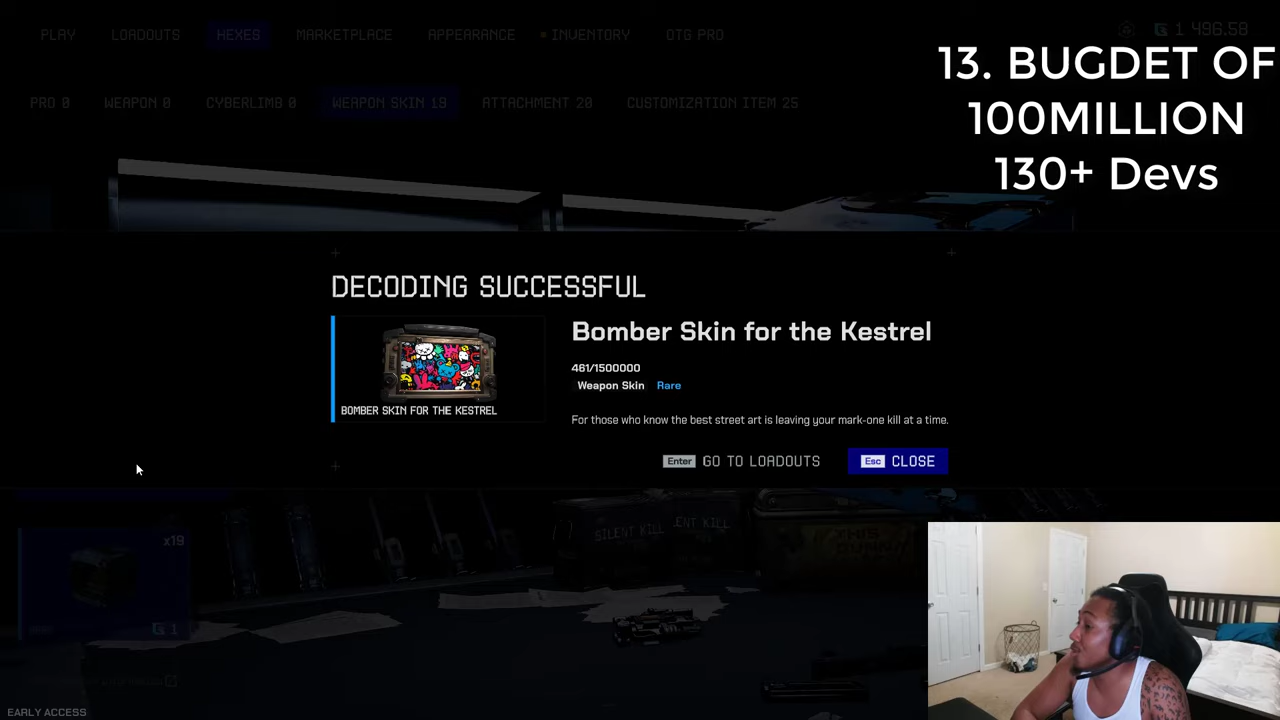 PLAY LOADOUTS HEXES MARKETPLACE APPEARANCE INVENTORY OTG PRO 1 496.58
13. BUGDET OF
100MILLION
130+ Devs
PRO 0 WEAPON 0 CYBERLIMB 0 WEAPON SKIN 19 ATTACHMENT 20 CUSTOMIZATION ITEM 25
DECODING SUCCESSFUL
Bomber Skin for the Kestrel
461/1500000
Weapon Skin Rare
BOMBER SKIN FOR THE KESTREL
For those who know the best street art is leaving your mark-one kill at a time.
Enter GO TO LOADOUTS Esc CLOSE
SILENT KILL
ENT KILL
x19
1
EARLY ACCESS